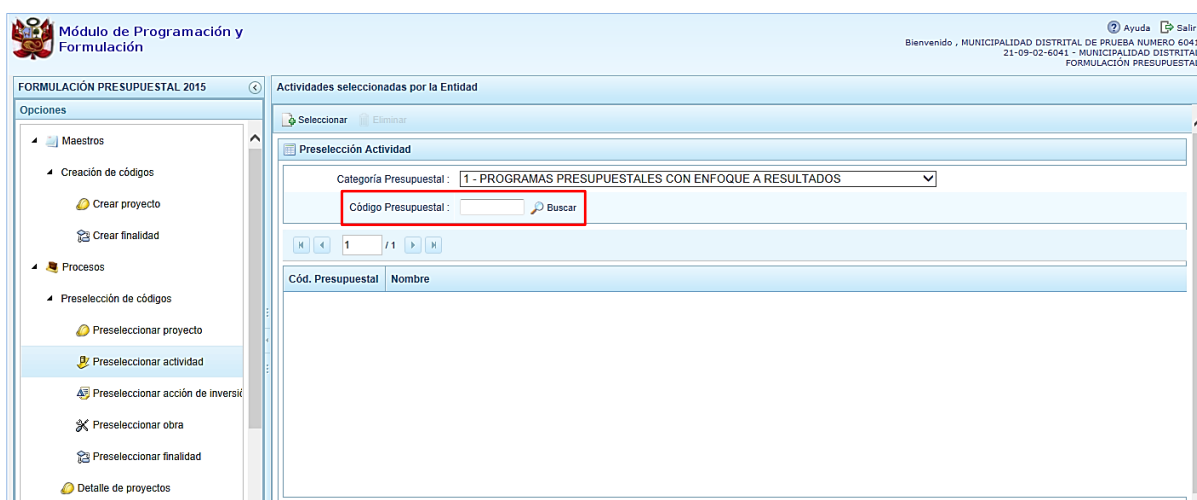 Módulo de Programación y
Formulación
Ayuda Salir
Bienvenido , MUNICIPALIDAD DISTRITAL DE PRUEBA NUMERO 6041
21-09-02-6041 - MUNICIPALIDAD DISTRITAL
FORMULACIÓN PRESUPUESTAL
FORMULACIÓN PRESUPUESTAL 2015
Opciones
Maestros
Creación de códigos
Crear proyecto
Crear finalidad
Procesos
Preselección de códigos
Preseleccionar proyecto
Preseleccionar actividad
Preseleccionar acción de inversió
Preseleccionar obra
Preseleccionar finalidad
Detalle de proyectos
Actividades seleccionadas por la Entidad
Seleccionar Eliminar
Preselección Actividad
Categoría Presupuestal : 1 - PROGRAMAS PRESUPUESTALES CON ENFOQUE A RESULTADOS
Código Presupuestal : Buscar
1 / 1
Cód. Presupuestal Nombre